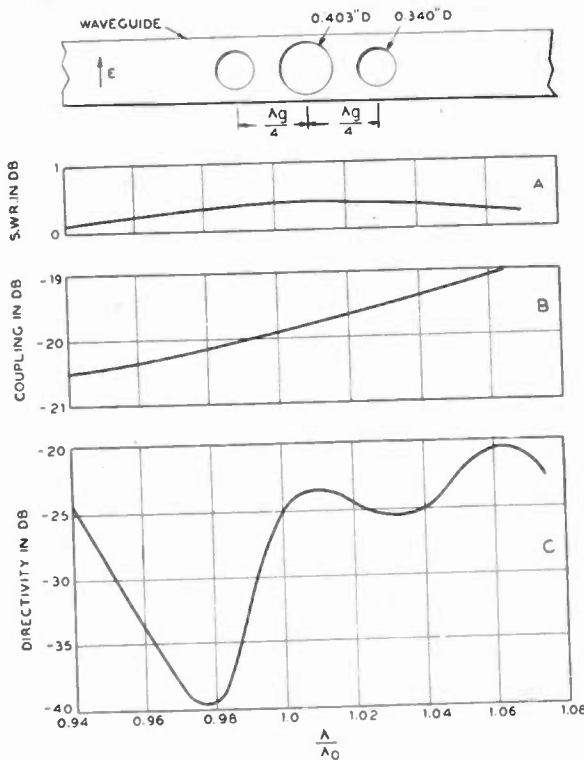 WAVEGUIDE
0.403"D
0.340"D
E
λg
4
λg
4
S.W.R. IN DB
1
0
A
COUPLING IN DB
-19
-20
-21
B
DIRECTIVITY IN DB
-20
-25
-30
-35
-40
C
0.94
0.96
0.98
1.0
1.02
1.04
1.06
1.08
λ
λ0